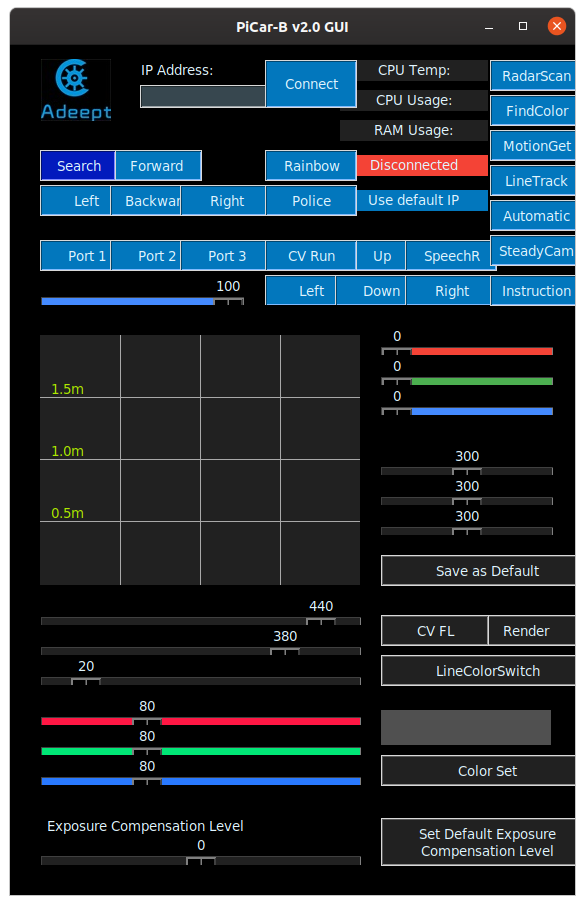 PiCar-B v2.0 GUI
Adeept
IP Address:
Connect
CPU Temp:
CPU Usage:
RAM Usage:
RadarScan
FindColor
MotionGet
LineTrack
Automatic
SteadyCam
Instruction
Search
Forward
Rainbow
Disconnected
Left
Backwar
Right
Police
Use default IP
Port 1
Port 2
Port 3
CV Run
Up
SpeechR
100
Left
Down
Right
1.5m
1.0m
0.5m
0
0
0
300
300
300
Save as Default
440
380
20
CV FL
Render
LineColorSwitch
80
80
80
Color Set
Exposure Compensation Level
0
Set Default Exposure
Compensation Level